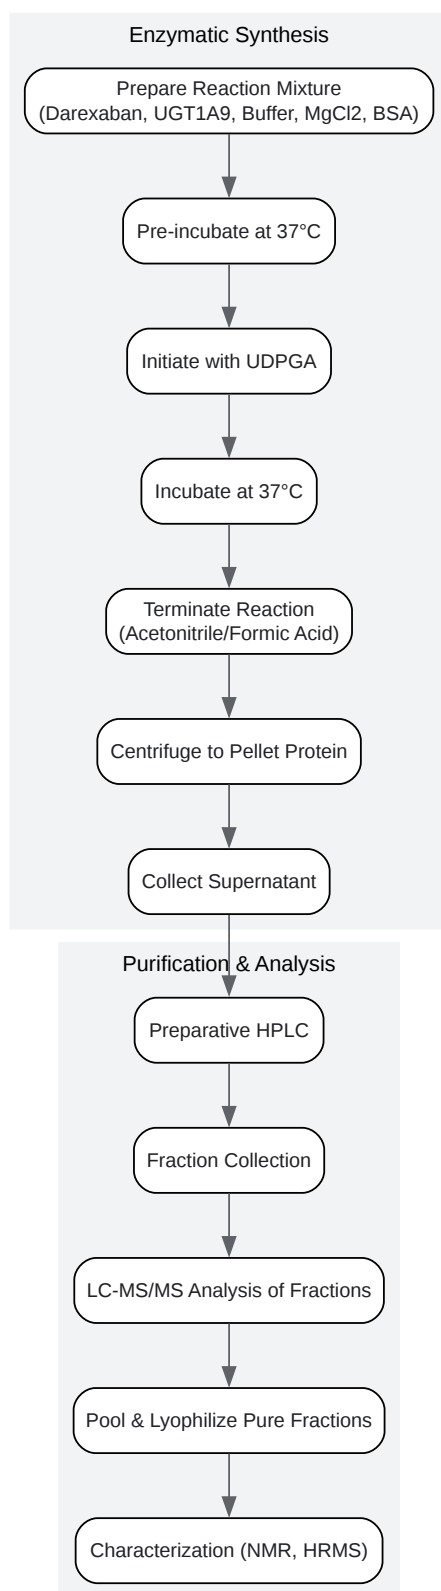 Enzymatic Synthesis
Prepare Reaction Mixture
(Darexaban, UGT1A9, Buffer, MgCl2, BSA)
Pre-incubate at 37°C
Initiate with UDPGA
Incubate at 37°C
Terminate Reaction
(Acetonitrile/Formic Acid)
Centrifuge to Pellet Protein
Collect Supernatant
Purification & Analysis
Preparative HPLC
Fraction Collection
LC-MS/MS Analysis of Fractions
Pool & Lyophilize Pure Fractions
Characterization (NMR, HRMS)